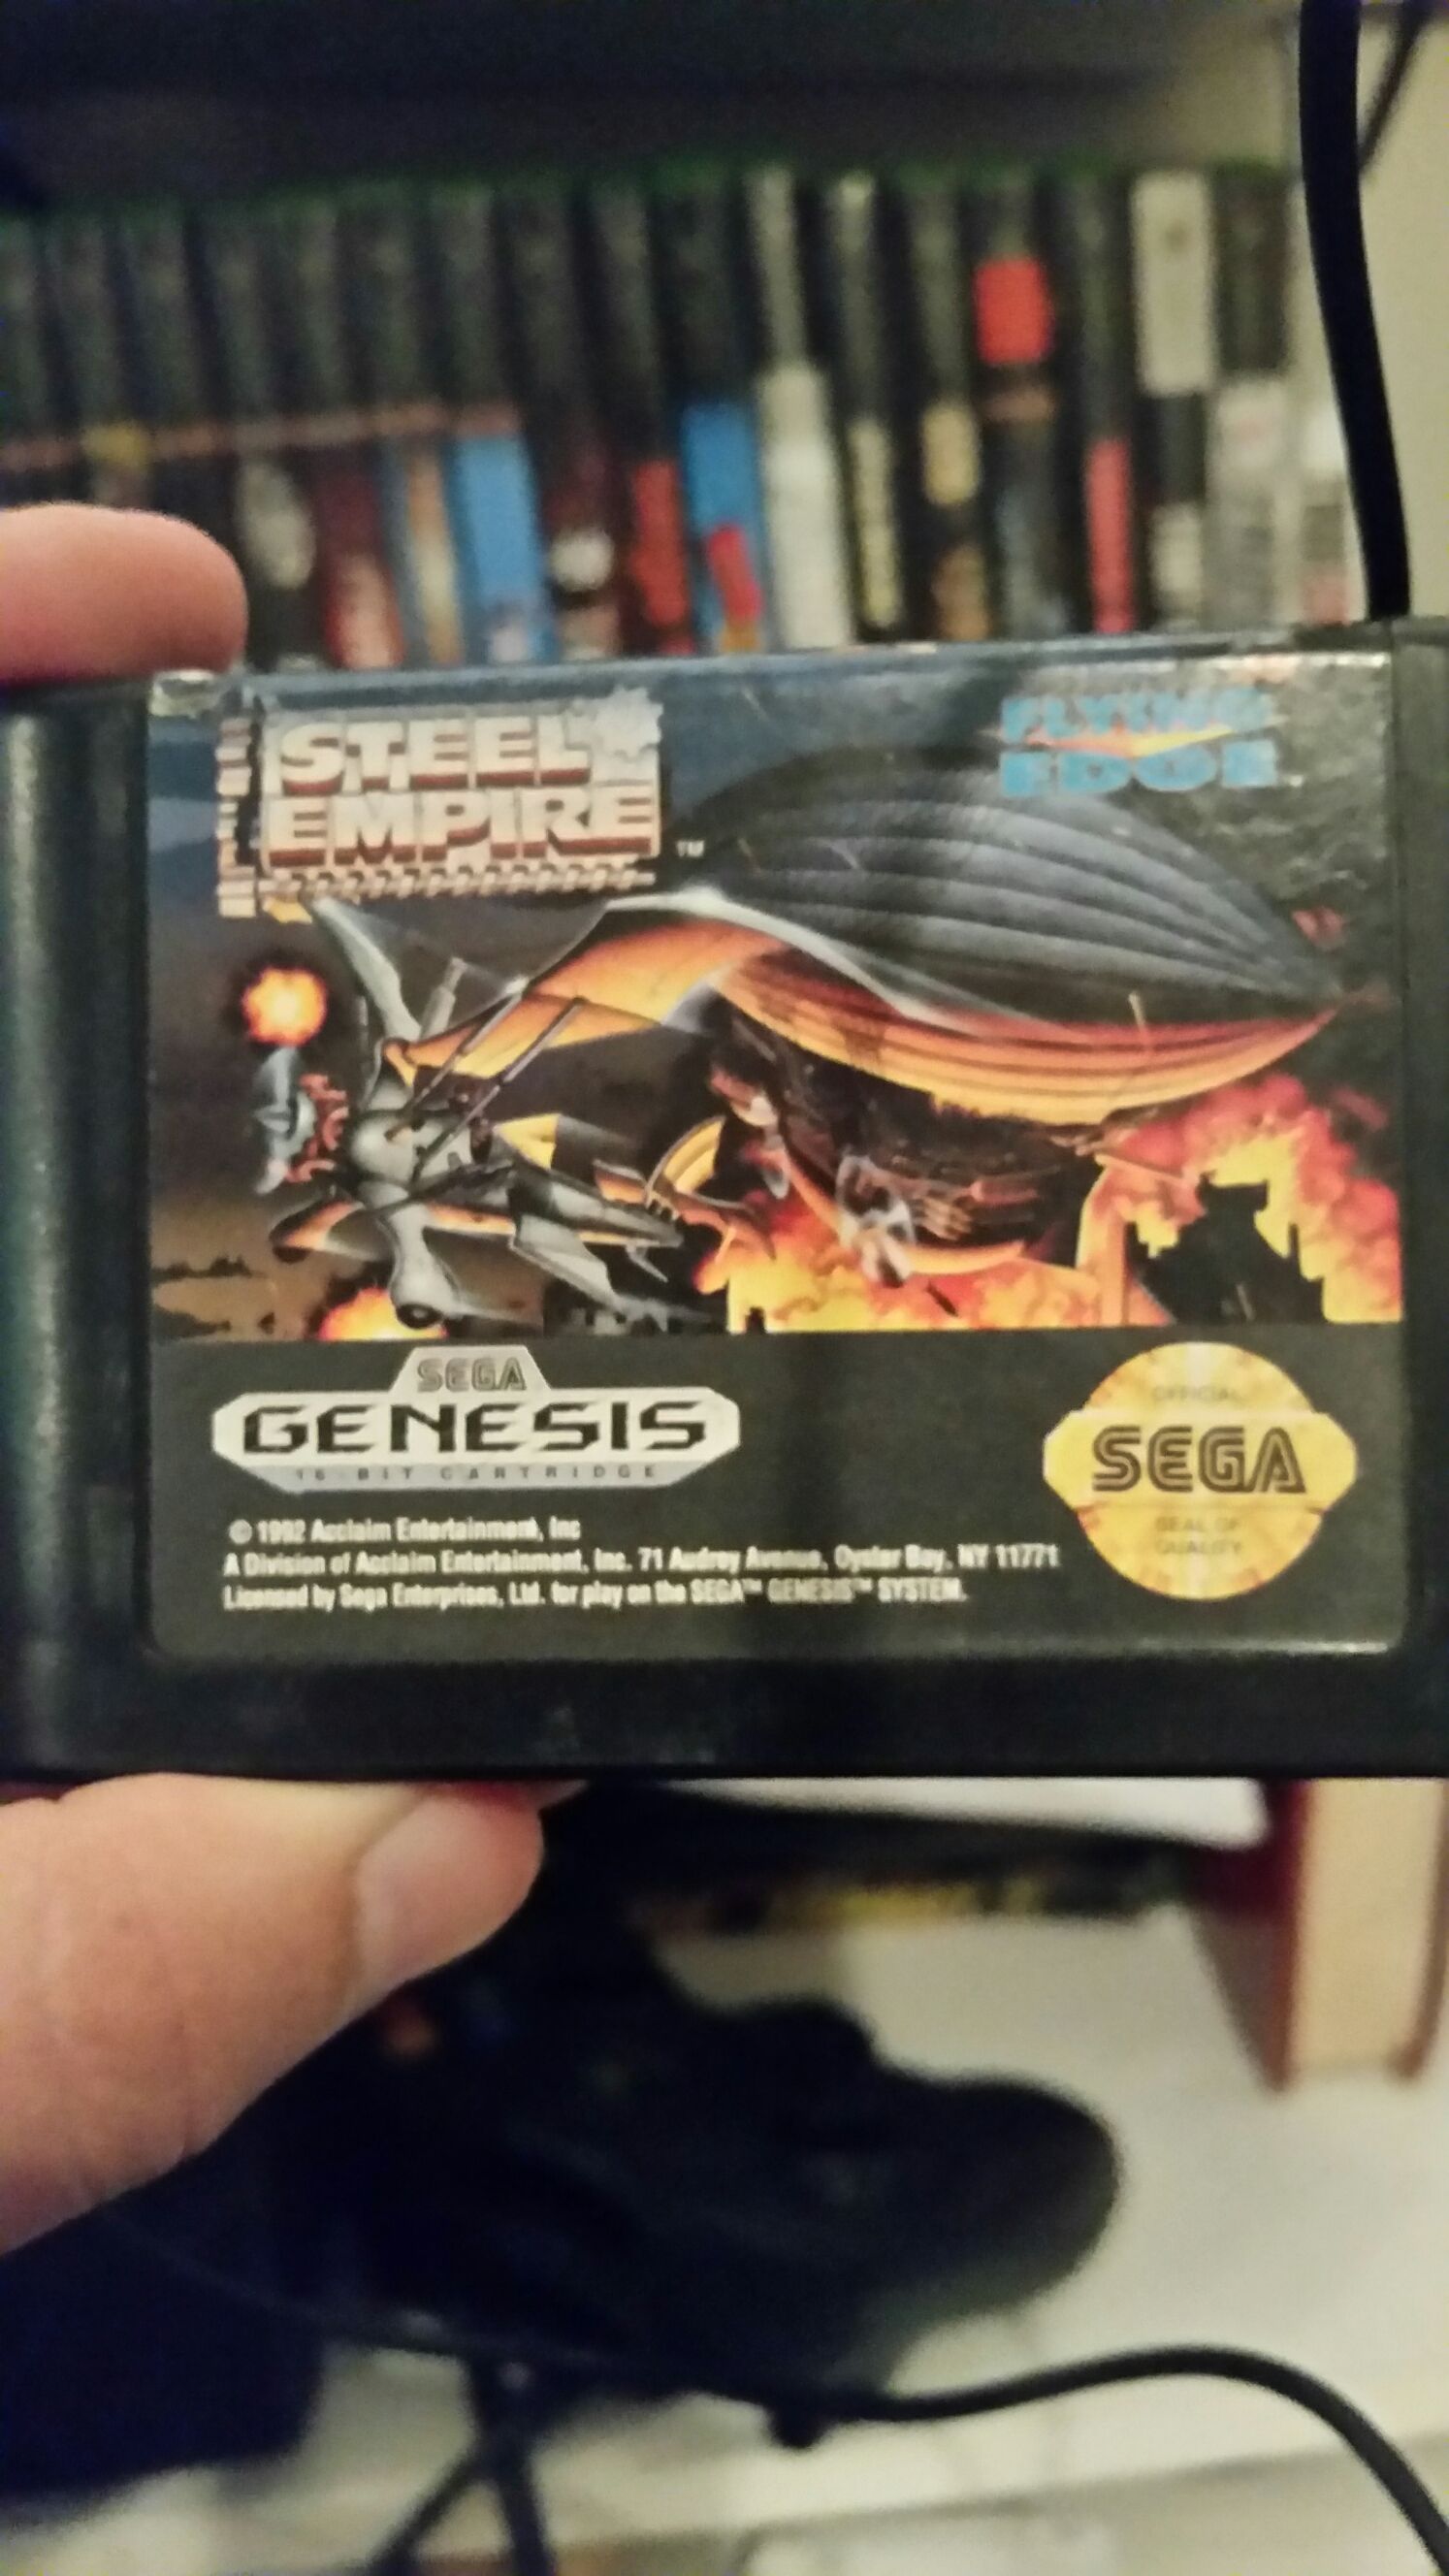 STEEL
EMPIRE
™
FLYING
EDGE
SEGA
GENESIS
16-BIT CARTRIDGE
OFFICIAL
SEGA
SEAL OF
QUALITY
© 1992 Acclaim Entertainment, Inc
A Division of Acclaim Entertainment, Inc. 71 Audrey Avenue, Oyster Bay, NY 11771
Licensed by Sega Enterprises, Ltd. for play on the SEGA™ GENESIS™ SYSTEM.